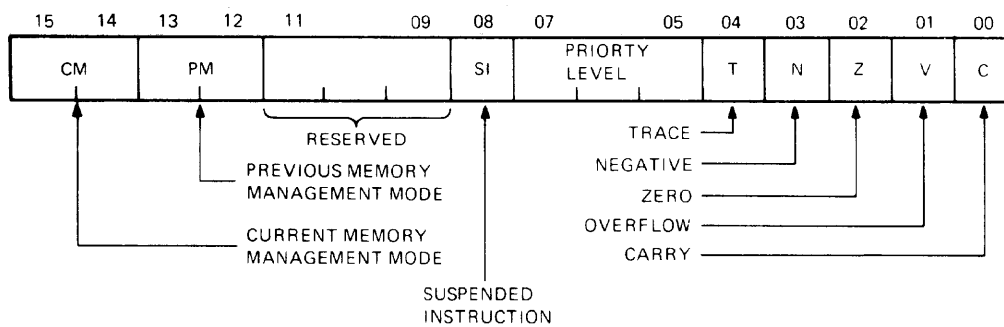 15 14 13 12 11 09 08 07 05 04 03 02 01 00
PRIORTY
LEVEL
CM PM SI T N Z V C
RESERVED
TRACE
PREVIOUS MEMORY
MANAGEMENT MODE
NEGATIVE
ZERO
CURRENT MEMORY
MANAGEMENT MODE
OVERFLOW
CARRY
SUSPENDED
INSTRUCTION